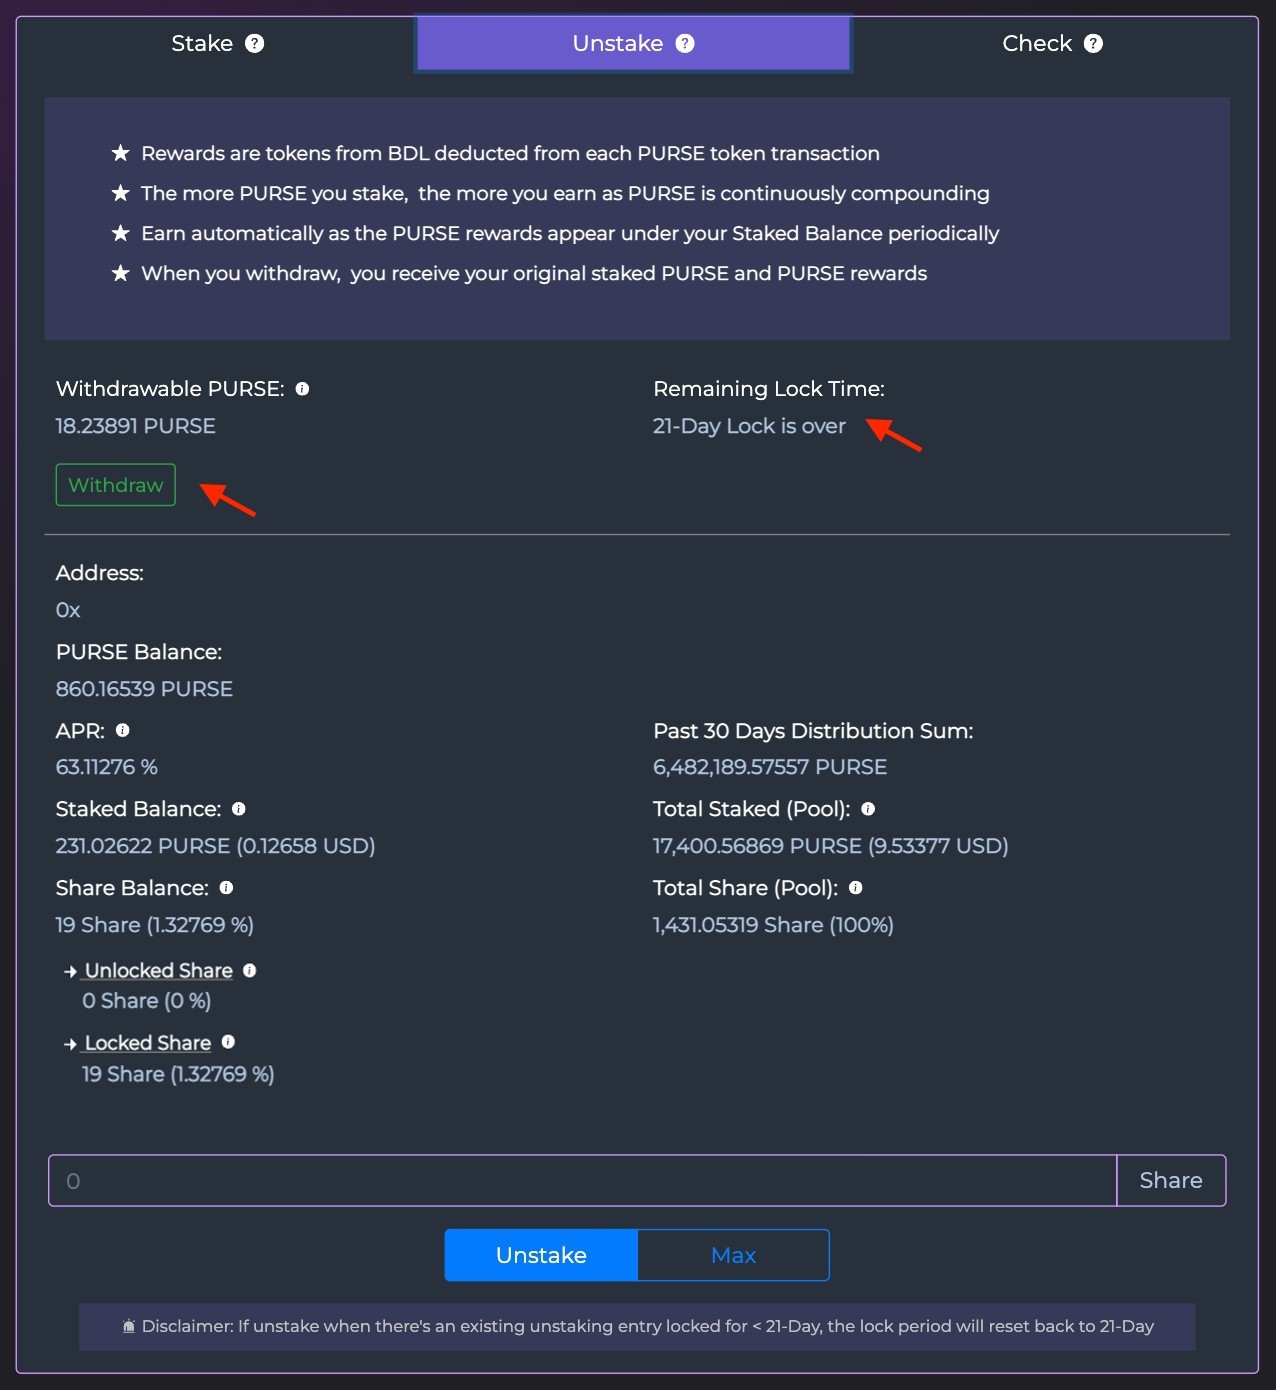 Stake ?
Unstake ?
Check ?
★ Rewards are tokens from BDL deducted from each PURSE token transaction
★ The more PURSE you stake, the more you earn as PURSE is continuously compounding
★ Earn automatically as the PURSE rewards appear under your Staked Balance periodically
★ When you withdraw, you receive your original staked PURSE and PURSE rewards
Withdrawable PURSE: i
18.23891 PURSE
Remaining Lock Time:
21-Day Lock is over
Withdraw
Address:
0x
PURSE Balance:
860.16539 PURSE
APR: i
63.11276 %
Past 30 Days Distribution Sum:
6,482,189.57557 PURSE
Staked Balance: i
231.02622 PURSE (0.12658 USD)
Total Staked (Pool): i
17,400.56869 PURSE (9.53377 USD)
Share Balance: i
19 Share (1.32769 %)
Total Share (Pool): i
1,431.05319 Share (100%)
→ Unlocked Share i
0 Share (0 %)
→ Locked Share i
19 Share (1.32769 %)
0
Share
Unstake
Max
Disclaimer: If unstake when there's an existing unstaking entry locked for < 21-Day, the lock period will reset back to 21-Day